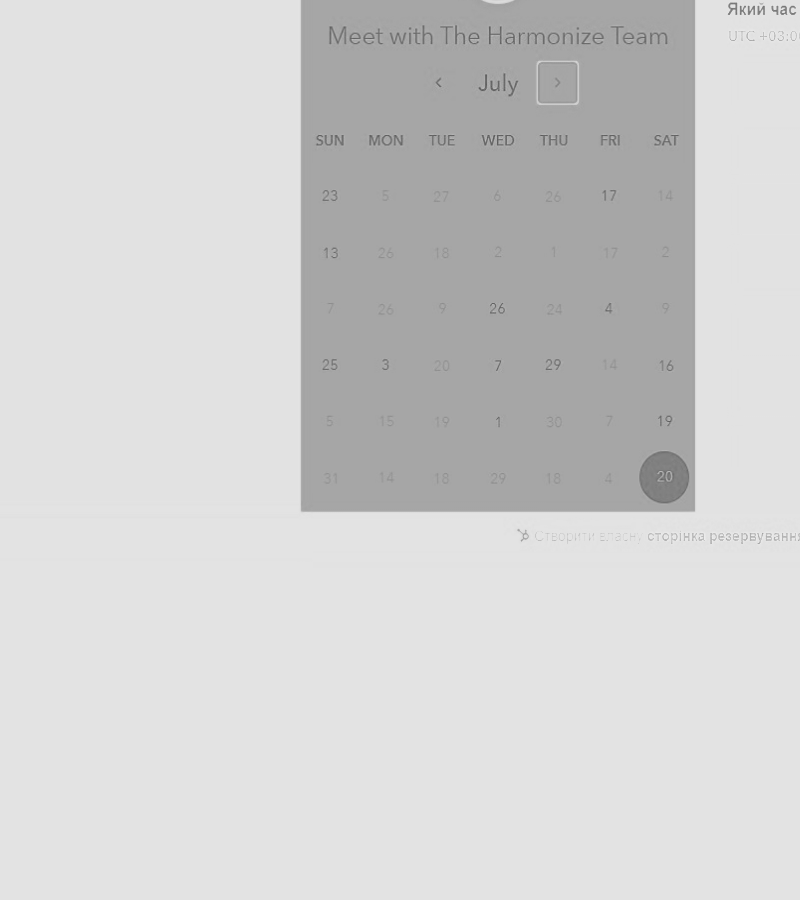 Який час
UTC +03:0
Meet with The Harmonize Team
July
SUN MON TUE WED THU FRI SAT
23 5 27 6 26 17 14
13 26 18 2 1 17 2
7 26 9 26 24 4 9
25 3 20 7 29 14 16
5 15 19 1 30 7 19
31 14 18 29 18 4 20
Створити власну сторінка резервування